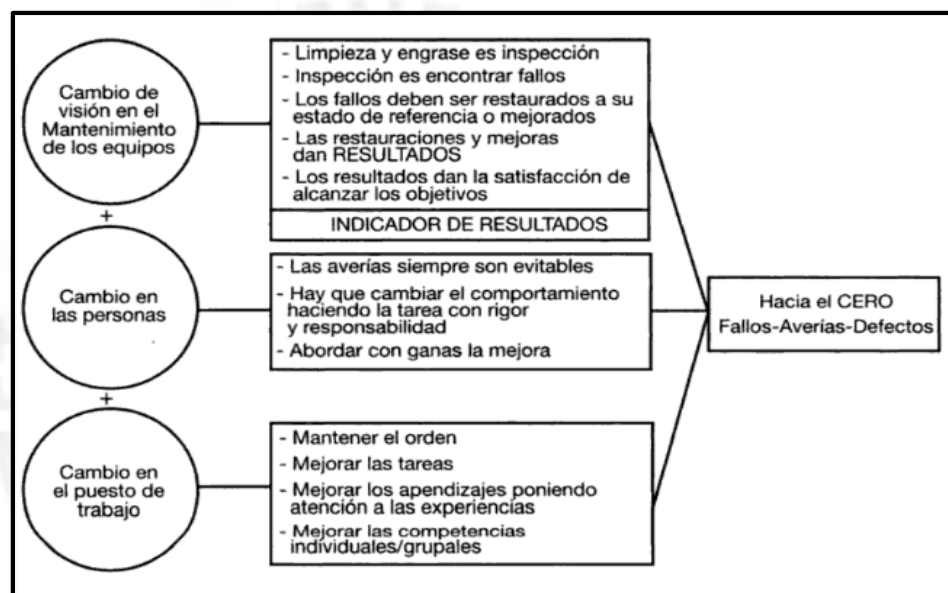 Cambio de
visión en el
Mantenimiento
de los equipos
- Limpieza y engrase es inspección
- Inspección es encontrar fallos
- Los fallos deben ser restaurados a su
estado de referencia o mejorados
- Las restauraciones y mejoras
dan RESULTADOS
- Los resultados dan la satisfacción de
alcanzar los objetivos
INDICADOR DE RESULTADOS
+
Cambio en
las personas
- Las averías siempre son evitables
- Hay que cambiar el comportamiento
haciendo la tarea con rigor
y responsabilidad
- Abordar con ganas la mejora
+
Cambio en
el puesto de
trabajo
- Mantener el orden
- Mejorar las tareas
- Mejorar los apendizajes poniendo
atención a las experiencias
- Mejorar las competencias
individuales/grupales
Hacia el CERO
Fallos-Averías-Defectos